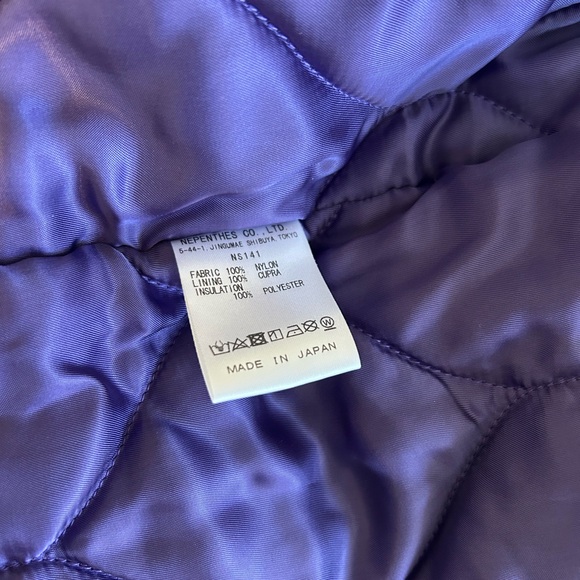 NEPENTHES CO.,LTD.
5-44-1,JINGUMAE SHIBUYA,TOKYO
NS141
FABRIC 100% NYLON
LINING 100% CUPRA
INSULATION
100% POLYESTER
MADE IN JAPAN